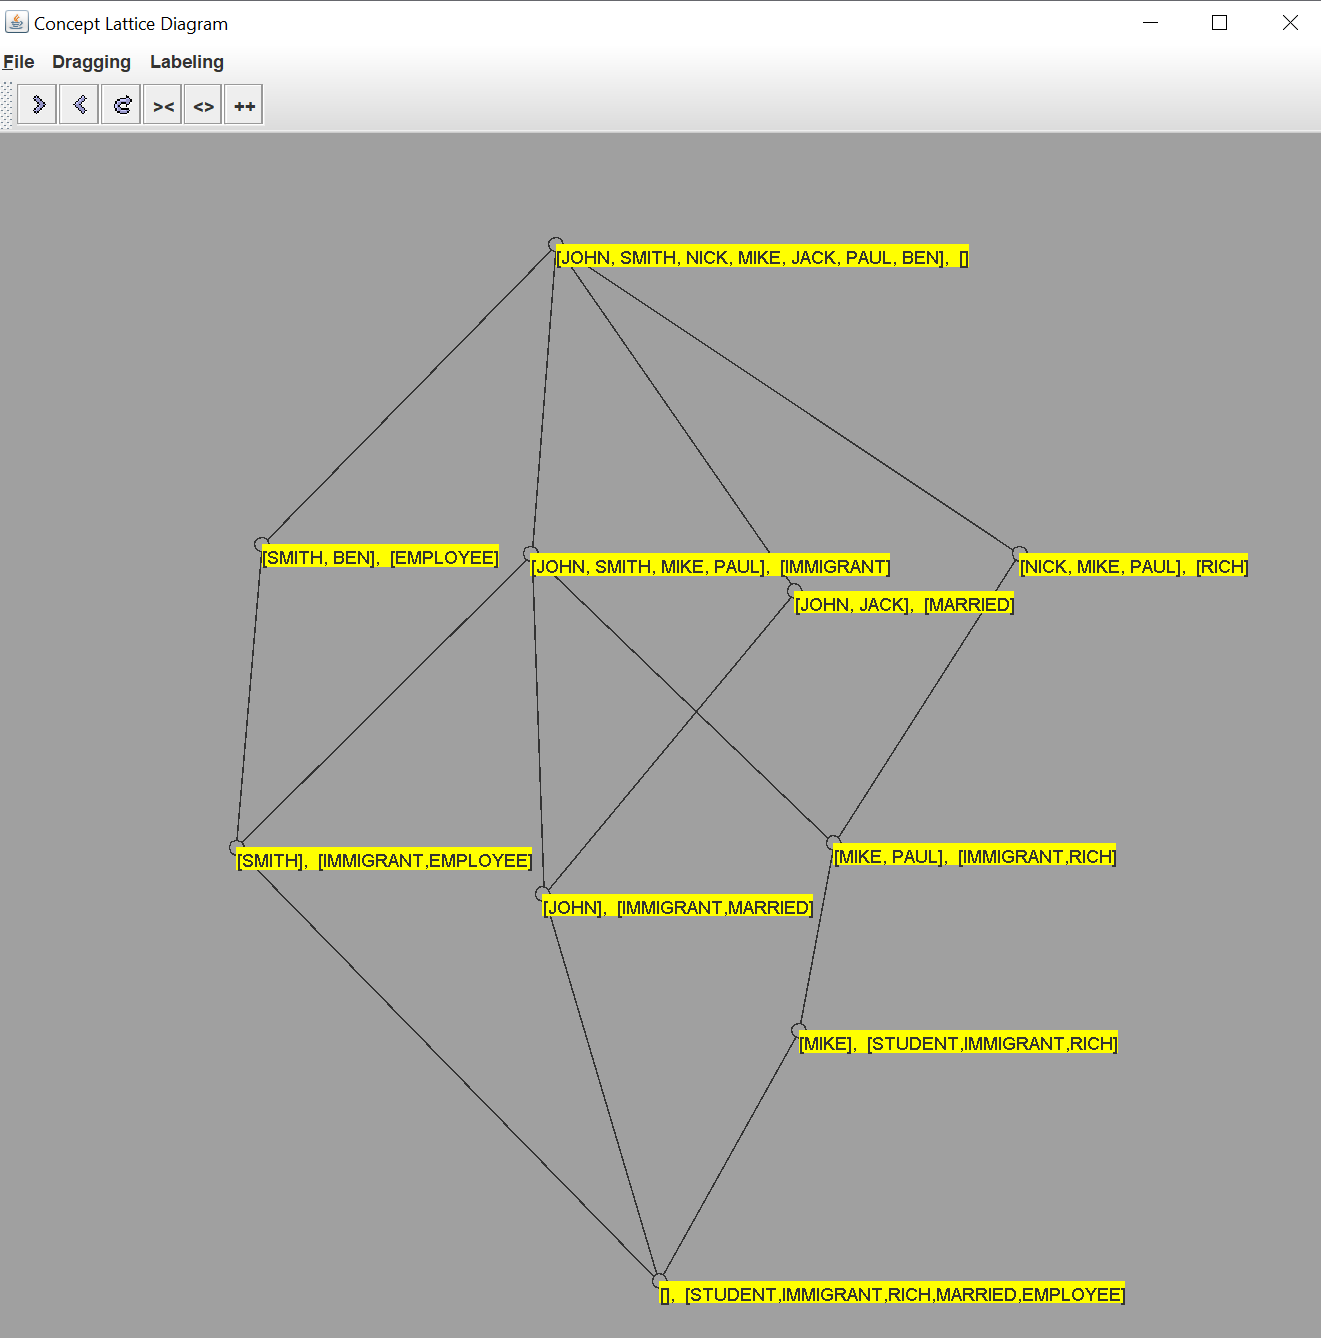 Concept Lattice Diagram
File Dragging Labeling
>< <> ++
[JOHN, SMITH, NICK, MIKE, JACK, PAUL, BEN], []
[SMITH, BEN], [EMPLOYEE]
[JOHN, SMITH, MIKE, PAUL], [IMMIGRANT]
[NICK, MIKE, PAUL], [RICH]
[JOHN, JACK], [MARRIED]
[SMITH], [IMMIGRANT,EMPLOYEE]
[MIKE, PAUL], [IMMIGRANT,RICH]
[JOHN], [IMMIGRANT,MARRIED]
[MIKE], [STUDENT,IMMIGRANT,RICH]
[], [STUDENT,IMMIGRANT,RICH,MARRIED,EMPLOYEE]